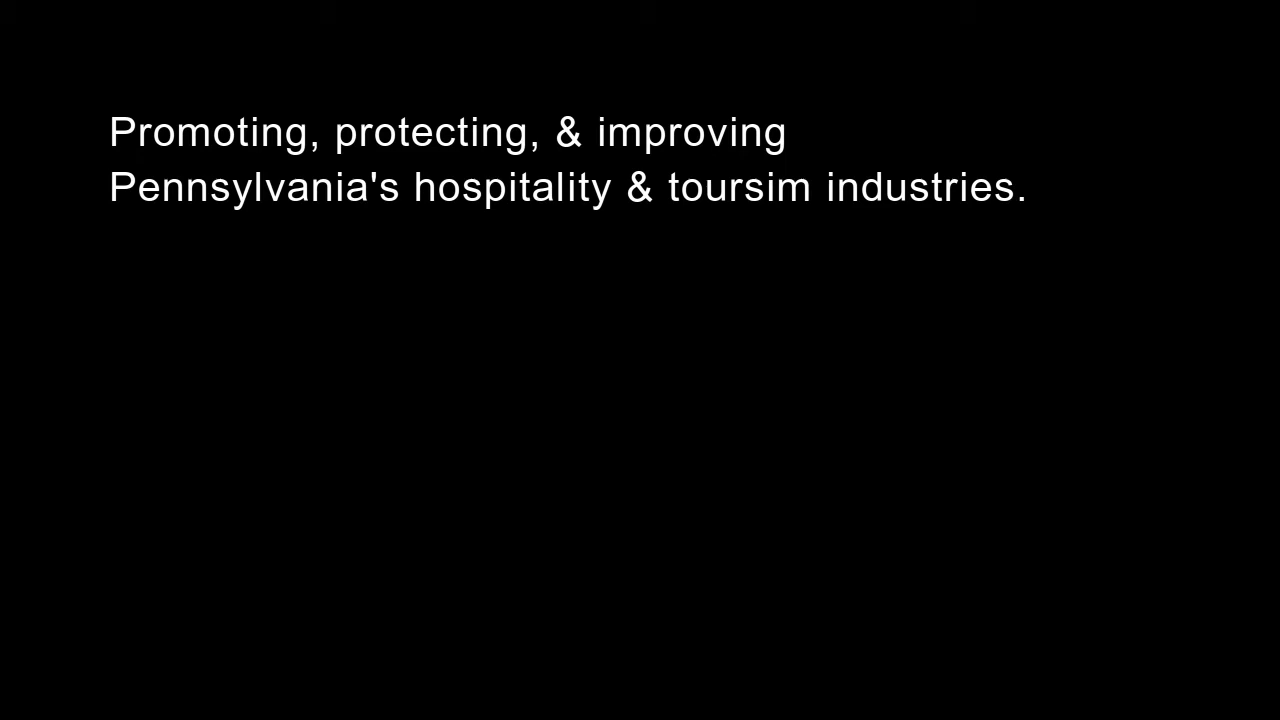 Promoting, protecting, & improving
Pennsylvania's hospitality & toursim industries.